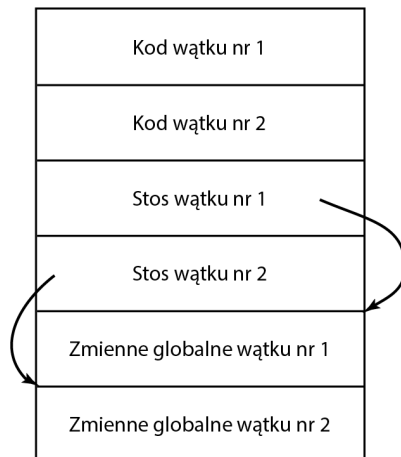 Kod wątku nr 1
Kod wątku nr 2
Stos wątku nr 1
Stos wątku nr 2
Zmienne globalne wątku nr 1
Zmienne globalne wątku nr 2